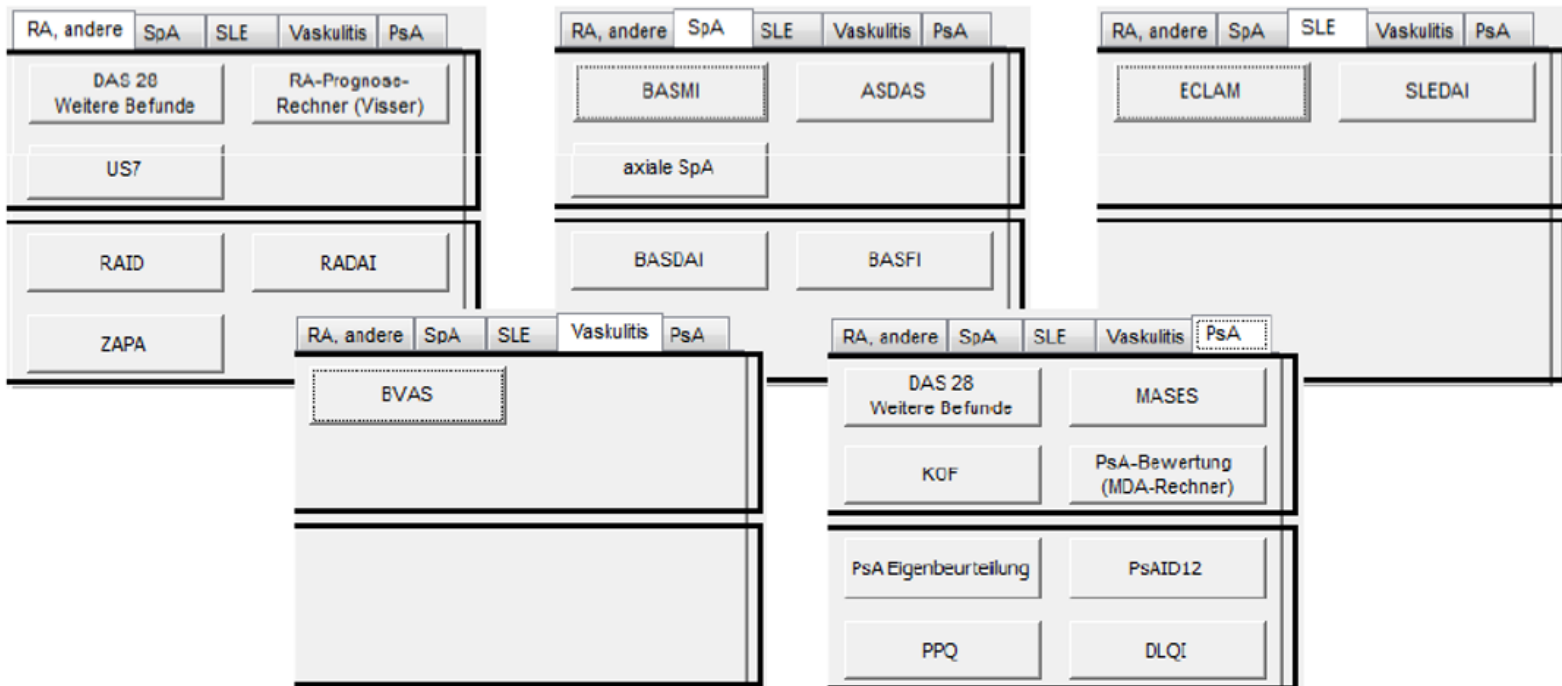 RA, andere SpA SLE Vaskulitis PsA
DAS 28
Weitere Befunde
RA-Prognose-
Rechner (Visser)
US7
RAID RADAI
ZAPA
RA, andere SpA SLE Vaskulitis PsA
BASMI ASDAS
axiale SpA
BASDAI BASFI
RA, andere SpA SLE Vaskulitis PsA
ECLAM SLEDAI
RA, andere SpA SLE Vaskulitis PsA
BVAS
RA, andere SpA SLE Vaskulitis PsA
DAS 28
Weitere Befunde
MASES
KOF
PsA-Bewertung
(MDA-Rechner)
PsA Eigenbeurteilung PsAID12
PPQ DLQI